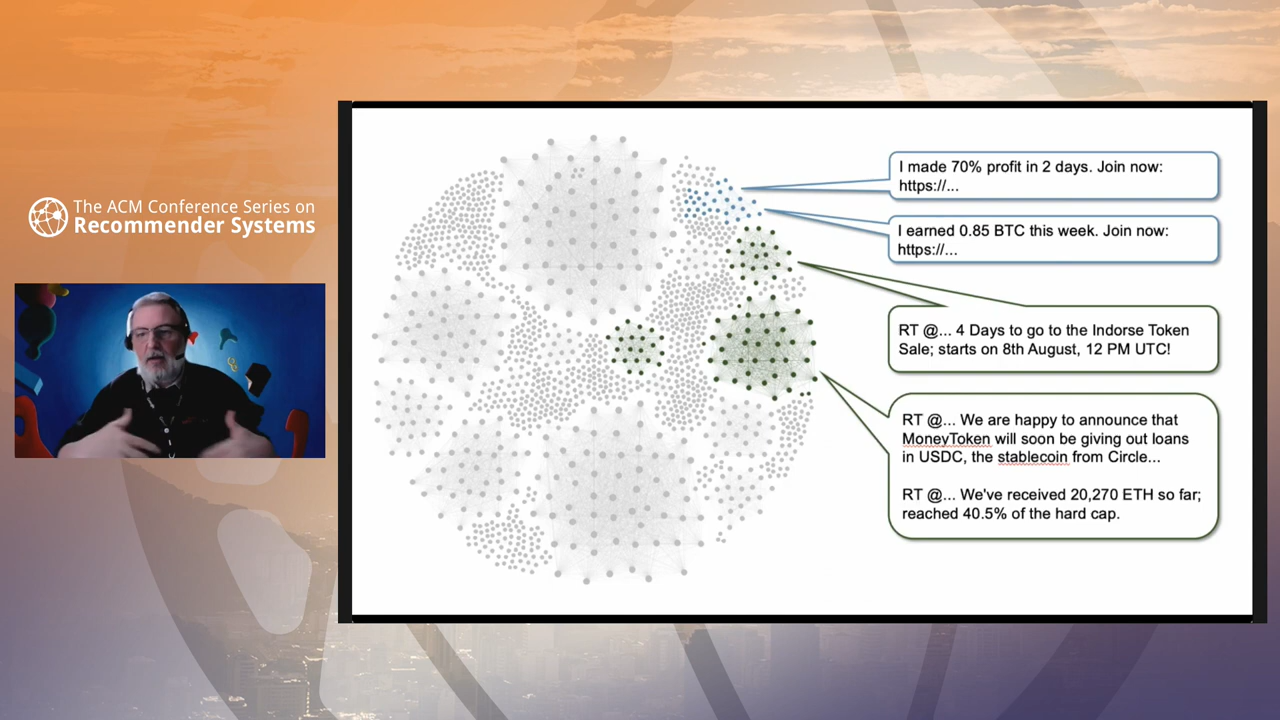 The ACM Conference Series on
Recommender Systems
I made 70% profit in 2 days. Join now:
https://...
I earned 0.85 BTC this week. Join now:
https://...
RT @... 4 Days to go to the Indorse Token
Sale; starts on 8th August, 12 PM UTC!
RT @... We are happy to announce that
MoneyToken will soon be giving out loans
in USDC, the stablecoin from Circle...
RT @... We've received 20,270 ETH so far;
reached 40.5% of the hard cap.